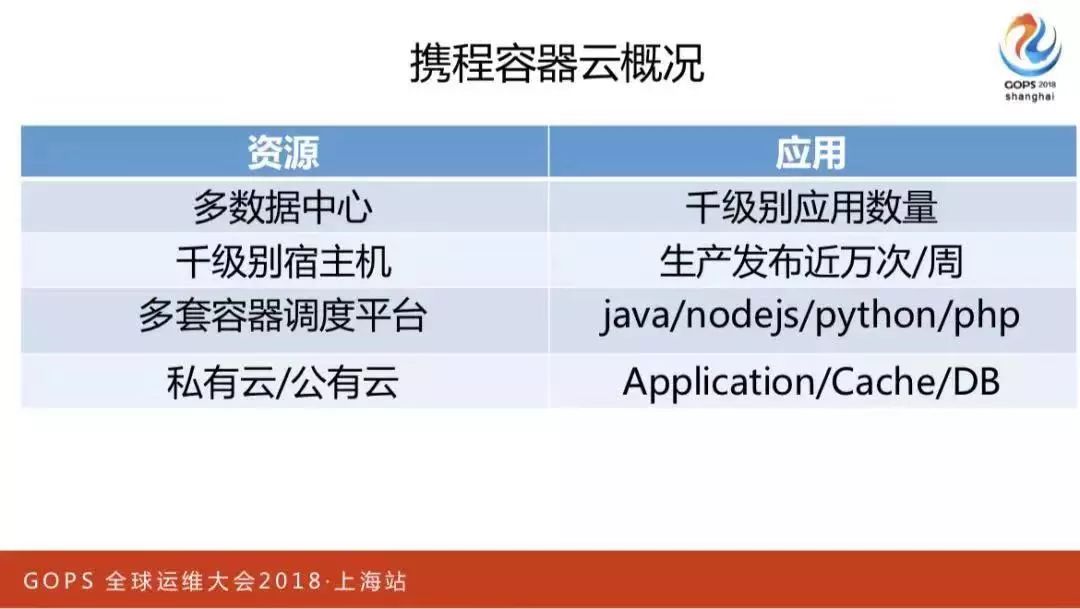 携程容器云概况
GOPS 2018
shanghai
资源 应用
多数据中心 千级别应用数量
千级别宿主机 生产发布近万次/周
多套容器调度平台 java/nodejs/python/php
私有云/公有云 Application/Cache/DB
GOPS 全球运维大会2018·上海站